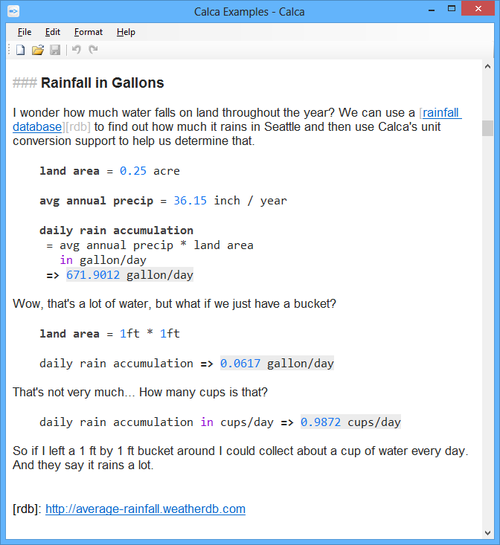 Calca Examples - Calca
File Edit Format Help
### Rainfall in Gallons
I wonder how much water falls on land throughout the year? We can use a [rainfall
database][rdb] to find out how much it rains in Seattle and then use Calca's unit
conversion support to help us determine that.
land area = 0.25 acre
avg annual precip = 36.15 inch / year
daily rain accumulation
= avg annual precip * land area
in gallon/day
=> 671.9012 gallon/day
Wow, that's a lot of water, but what if we just have a bucket?
land area = 1ft * 1ft
daily rain accumulation => 0.0617 gallon/day
That's not very much... How many cups is that?
daily rain accumulation in cups/day => 0.9872 cups/day
So if I left a 1 ft by 1 ft bucket around I could collect about a cup of water every day.
And they say it rains a lot.
[rdb]: http://average-rainfall.weatherdb.com